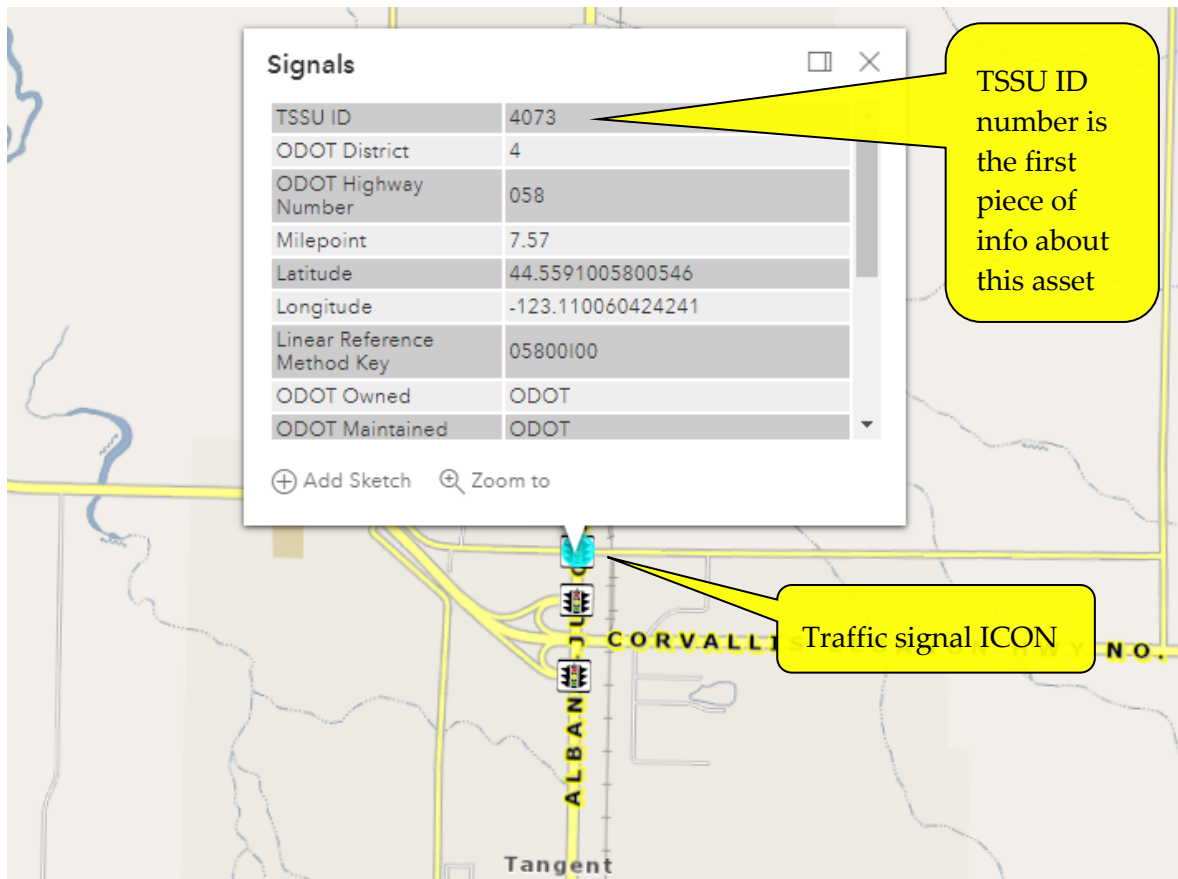 Signals
TSSU ID 4073
ODOT District 4
ODOT Highway
Number 058
Milepoint 7.57
Latitude 44.5591005800546
Longitude -123.110060424241
Linear Reference
Method Key 05800I00
ODOT Owned ODOT
ODOT Maintained ODOT
Add Sketch Zoom to
TSSU ID
number is
the first
piece of
info about
this asset
Traffic signal ICON
NO.
Tangent